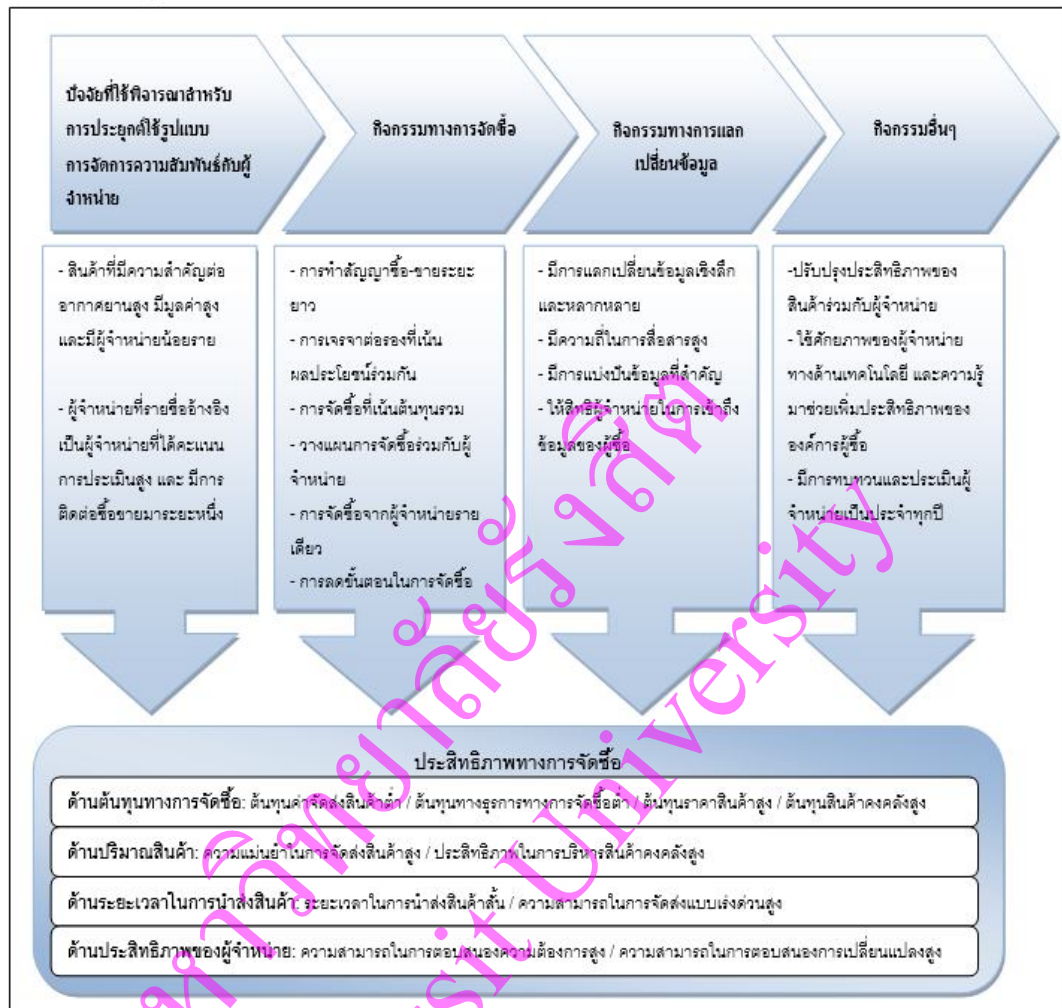 ปัจจัยที่ใช้พิจารณาสำหรับ
การประยุกต์ใช้รูปแบบ
การจัดการความสัมพันธ์กับผู้
จำหน่าย
กิจกรรมทางการจัดซื้อ
กิจกรรมทางการแลก
เปลี่ยนข้อมูล
กิจกรรมอื่นๆ
- สินค้าที่มีความสำคัญต่อ
อากาศยานสูง มีมูลค่าสูง
และมีผู้จำหน่ายน้อยราย
- ผู้จำหน่ายที่รายชื่ออ้างอิง
เป็นผู้จำหน่ายที่ได้คะแนน
การประเมินสูง และ มีการ
ติดต่อซื้อขายมาระยะหนึ่ง
- การทำสัญญาซื้อ-ขายระยะ
ยาว
- การเจรจาต่อรองที่เน้น
ผลประโยชน์ร่วมกัน
- การจัดซื้อที่เน้นต้นทุนรวม
- วางแผนการจัดซื้อร่วมกับผู้
จำหน่าย
- การจัดซื้อจากผู้จำหน่ายราย
เดียว
- การลดขั้นตอนในการจัดซื้อ
- มีการแลกเปลี่ยนข้อมูลเชิงลึก
และหลากหลาย
- มีความถี่ในการสื่อสารสูง
- มีการแบ่งปันข้อมูลที่สำคัญ
- ให้สิทธิผู้จำหน่ายในการเข้าถึง
ข้อมูลของผู้ซื้อ
-ปรับปรุงประสิทธิภาพของ
สินค้าร่วมกับผู้จำหน่าย
- ใช้ศักยภาพของผู้จำหน่าย
ทางด้านเทคโนโลยี และความรู้
มาช่วยเพิ่มประสิทธิภาพของ
องค์การผู้ซื้อ
- มีการทบทวนและประเมินผู้
จำหน่ายเป็นประจำทุกปี
ประสิทธิภาพทางการจัดซื้อ
ด้านต้นทุนทางการจัดซื้อ: ต้นทุนค่าจัดส่งสินค้าต่ำ / ต้นทุนทางธุรการทางการจัดซื้อต่ำ / ต้นทุนราคาสินค้าสูง / ต้นทุนสินค้าคงคลังสูง
ด้านปริมาณสินค้า: ความแม่นยำในการจัดส่งสินค้าสูง / ประสิทธิภาพในการบริหารสินค้าคงคลังสูง
ด้านระยะเวลาในการนำส่งสินค้า: ระยะเวลาในการนำส่งสินค้าสั้น / ความสามารถในการจัดส่งแบบเร่งด่วนสูง
ด้านประสิทธิภาพของผู้จำหน่าย: ความสามารถในการตอบสนองความต้องการสูง / ความสามารถในการตอบสนองการเปลี่ยนแปลงสูง
มหาวิทยาลัยรังสิต
Rangsit University